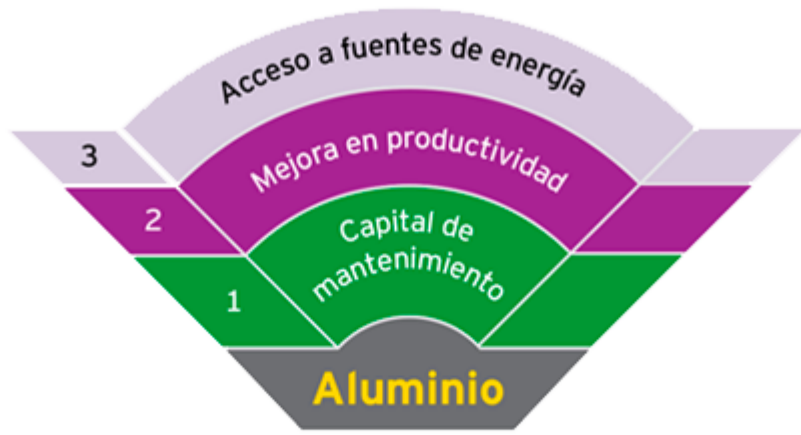 Acceso a fuentes de energía
3
Mejora en productividad
2
Capital de
mantenimiento
1
Aluminio